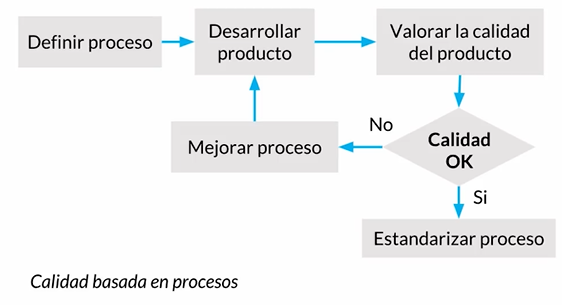 Definir proceso
Desarrollar
producto
Valorar la calidad
del producto
No
Mejorar proceso
Calidad
OK
Si
Estandarizar proceso
Calidad basada en procesos